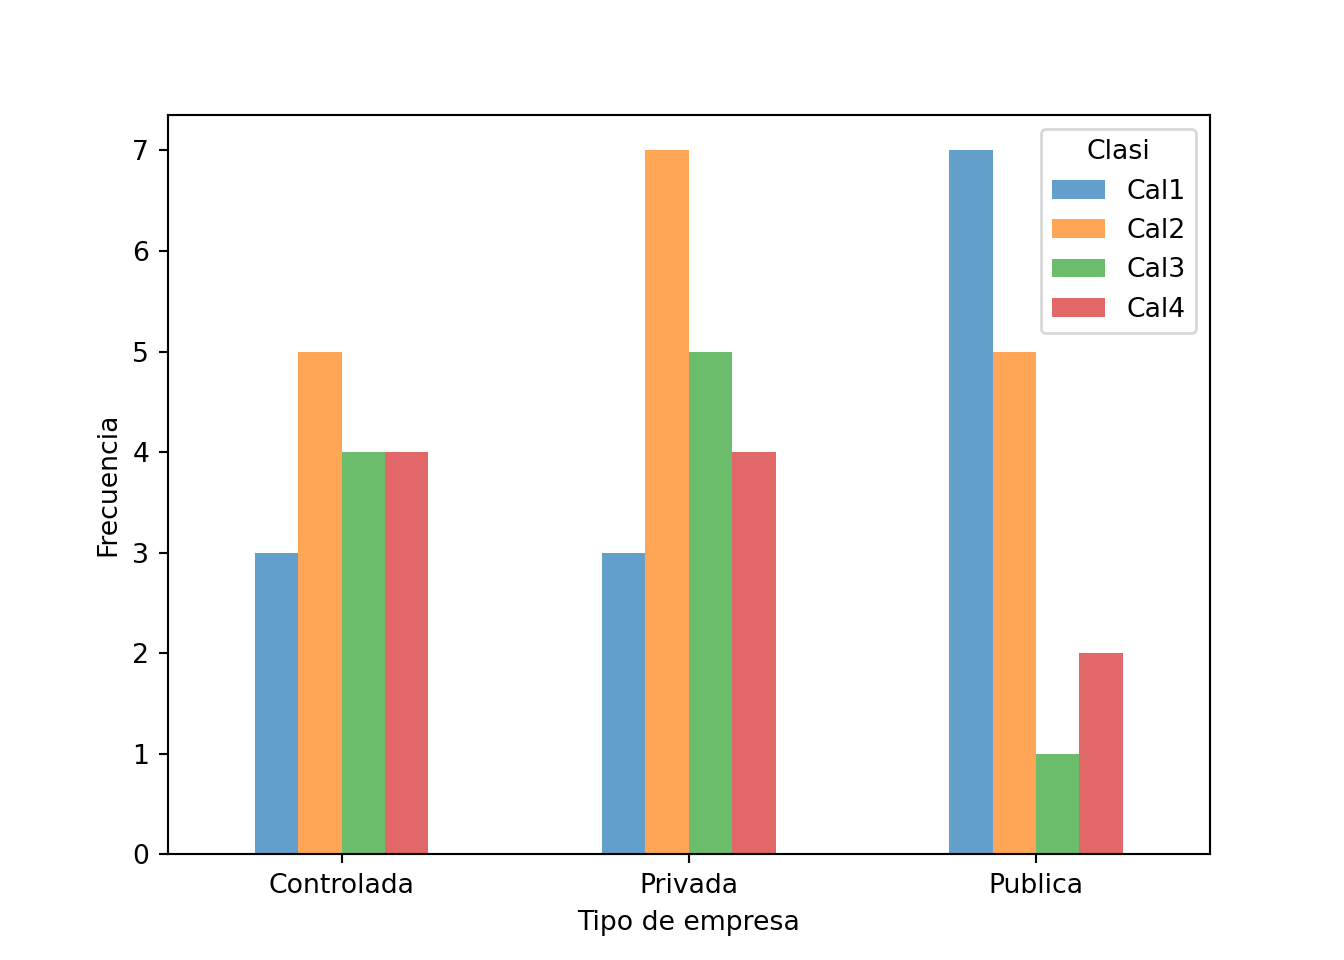 Clasi
Cal1
Cal2
Cal3
Cal4
7
6
5
4
3
2
1
0
Frecuencia
Controlada
Privada
Publica
Tipo de empresa